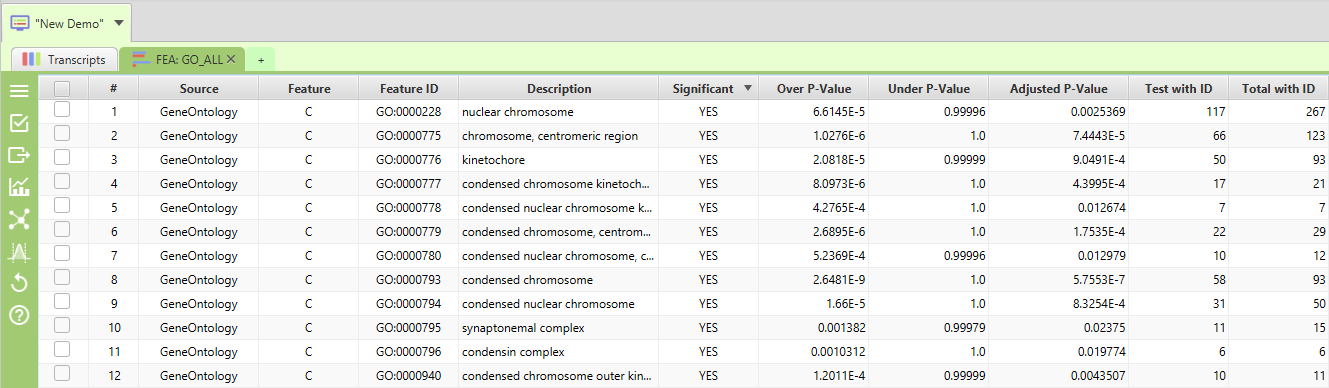 "New Demo"
Transcripts FEA: GO_ALL +
# Source Feature Feature ID Description Significant Over P-Value Under P-Value Adjusted P-Value Test with ID Total with ID
1 GeneOntology C GO:0000228 nuclear chromosome YES 6.6145E-5 0.99996 0.0025369 117 267
2 GeneOntology C GO:0000775 chromosome, centromeric region YES 1.0276E-6 1.0 7.4443E-5 66 123
3 GeneOntology C GO:0000776 kinetochore YES 2.0818E-5 0.99999 9.0491E-4 50 93
4 GeneOntology C GO:0000777 condensed chromosome kinetoch... YES 8.0973E-6 1.0 4.3995E-4 17 21
5 GeneOntology C GO:0000778 condensed nuclear chromosome k... YES 4.2765E-4 1.0 0.012674 7 7
6 GeneOntology C GO:0000779 condensed chromosome, centrom... YES 2.6895E-6 1.0 1.7535E-4 22 29
7 GeneOntology C GO:0000780 condensed nuclear chromosome, c... YES 5.2369E-4 0.99996 0.012979 10 12
8 GeneOntology C GO:0000793 condensed chromosome YES 2.6481E-9 1.0 5.7553E-7 58 93
9 GeneOntology C GO:0000794 condensed nuclear chromosome YES 1.66E-5 1.0 8.3254E-4 31 50
10 GeneOntology C GO:0000795 synaptonemal complex YES 0.001382 0.99979 0.02375 11 15
11 GeneOntology C GO:0000796 condensin complex YES 0.0010312 1.0 0.019774 6 6
12 GeneOntology C GO:0000940 condensed chromosome outer kin... YES 1.2011E-4 0.99999 0.0043507 10 11